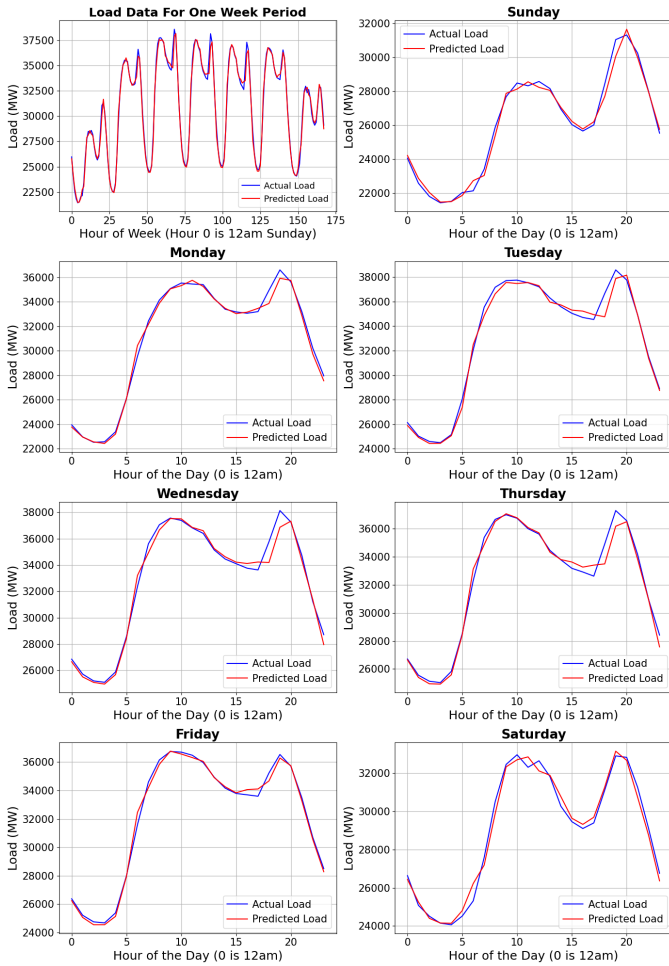 Load Data For One Week Period
Load (MW)
37500
35000
32500
30000
27500
25000
22500
Actual Load
Predicted Load
0 25 50 75 100 125 150 175
Hour of Week (Hour 0 is 12am Sunday)
Sunday
Load (MW)
32000
30000
28000
26000
24000
22000
Actual Load
Predicted Load
0 5 10 15 20
Hour of the Day (0 is 12am)
Monday
Load (MW)
36000
34000
32000
30000
28000
26000
24000
22000
Actual Load
Predicted Load
0 5 10 15 20
Hour of the Day (0 is 12am)
Tuesday
Load (MW)
38000
36000
34000
32000
30000
28000
26000
24000
Actual Load
Predicted Load
0 5 10 15 20
Hour of the Day (0 is 12am)
Wednesday
Load (MW)
38000
36000
34000
32000
30000
28000
26000
Actual Load
Predicted Load
0 5 10 15 20
Hour of the Day (0 is 12am)
Thursday
Load (MW)
36000
34000
32000
30000
28000
26000
Actual Load
Predicted Load
0 5 10 15 20
Hour of the Day (0 is 12am)
Friday
Load (MW)
36000
34000
32000
30000
28000
26000
24000
Actual Load
Predicted Load
0 5 10 15 20
Hour of the Day (0 is 12am)
Saturday
Load (MW)
32000
30000
28000
26000
24000
Actual Load
Predicted Load
0 5 10 15 20
Hour of the Day (0 is 12am)